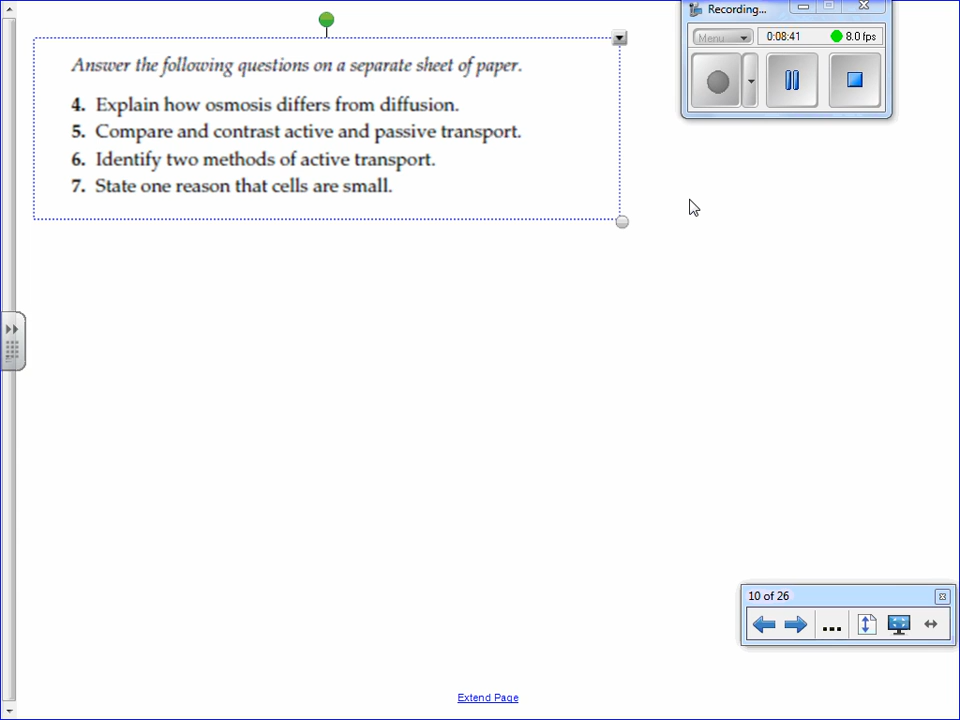 Recording...
Menu
0:08:41
8.0 fps
Answer the following questions on a separate sheet of paper.
4. Explain how osmosis differs from diffusion.
5. Compare and contrast active and passive transport.
6. Identify two methods of active transport.
7. State one reason that cells are small.
10 of 26
...
Extend Page